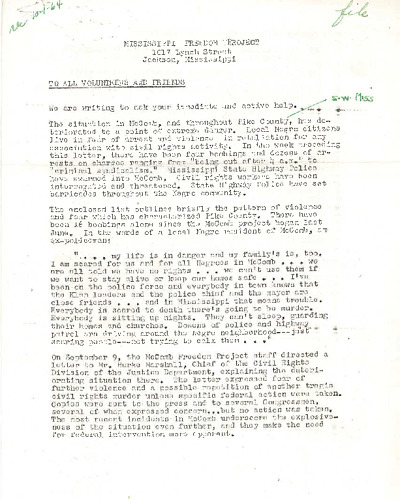 rec 10-1-64
file
MISSISSIPPI FREEDOM PROJECT
1017 Lynch Street
Jackson, Mississippi
TO ALL VOLUNTEERS AND FRIENDS
We are writing to ask your immediate and active help.
S-W Miss
The situation in McComb, and throughout Pike County, has de-
teriorated to a point of extreme danger. Local Negro citizens
live in fear of arrest and violence in retaliation for any
association with civil rights activity. In the week preceding
this letter, there have been four bombings and dozens of ar-
rests on charges ranging from "being out after 4 a.m." to
"criminal syndicalism." Mississippi State Highway Police
have swarmed into McComb. Civil rights workers have been
interrogated and threatened. State Highway Police have set
barricades throughout the Negro community.
The enclosed list outlines briefly the pattern of violence
and fear which has characterized Pike County. There have
been 16 bombings alone since the McComb project began last
June. In the words of a local Negro resident of McComb, an
ex-policeman:
". . . . my life is in danger and my family's is, too.
I am scared for us and for all Negroes in McComb . . . we
are all told we have no rights . . . we can't use them if
we want to stay alive or keep our homes safe . . . I've
been on the police force and everybody in town knows that
the Klan leaders and the police chief and the mayor are
close friends . . . and in Mississippi that means trouble.
Everybody is scared to death there's going to be murder.
Everybody is sitting up nights. They can't sleep, guarding
their homes and churches. Dozens of police and highway
patrol are driving around the Negro neighborhood---just
scaring people---not trying to calm them . . . ."
On September 9, the McComb Freedom Project staff directed a
letter to Mr. Burke Marshall, Chief of the Civil Rights
Division of the Justice Department, explaining the deteri-
orating situation there. The letter expressed fear of
further violence and a possible repetition of another tragic
civil rights murder unless specific federal action were taken.
Copies were sent to the press and to several Congressmen,
several of whom expressed concern...but no action was taken.
The most recent incidents in McComb underscore the explosive-
ness of the situation even further, and they make the need
for federal intervention more apparent.